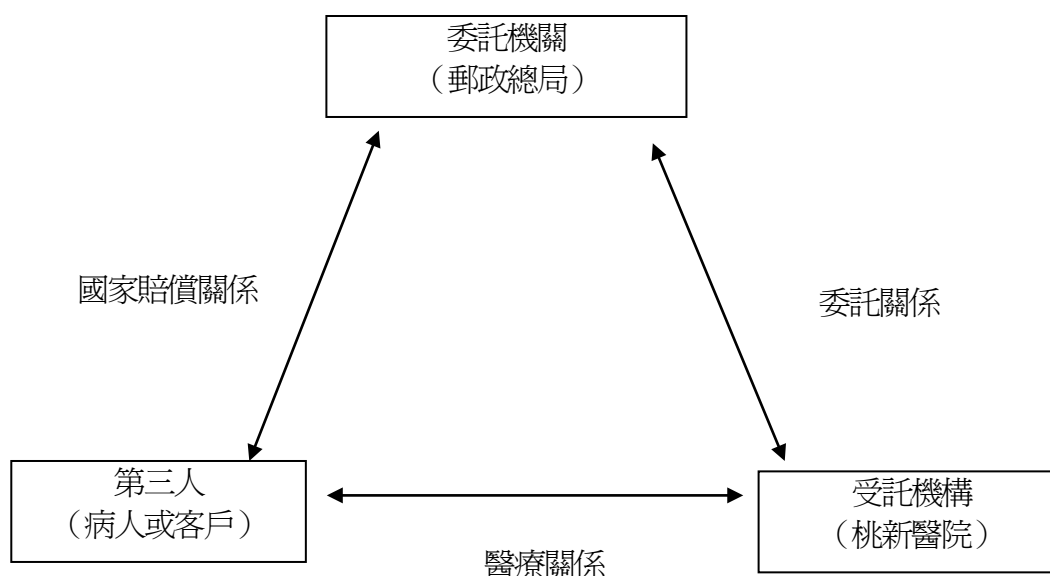 委託機關
（郵政總局）
國家賠償關係
委託關係
第三人
（病人或客戶）
受託機構
（桃新醫院）
醫療關係